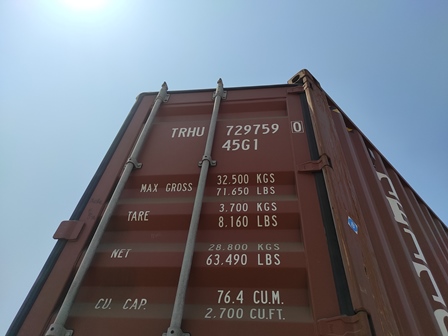 TRHU 729759 0
45G1
MAX GROSS 32.500 KGS
71.650 LBS
TARE 3.700 KGS
8.160 LBS
NET 28.800 KGS
63.490 LBS
CU. CAP. 76.4 CU.M.
2.700 CU.FT.